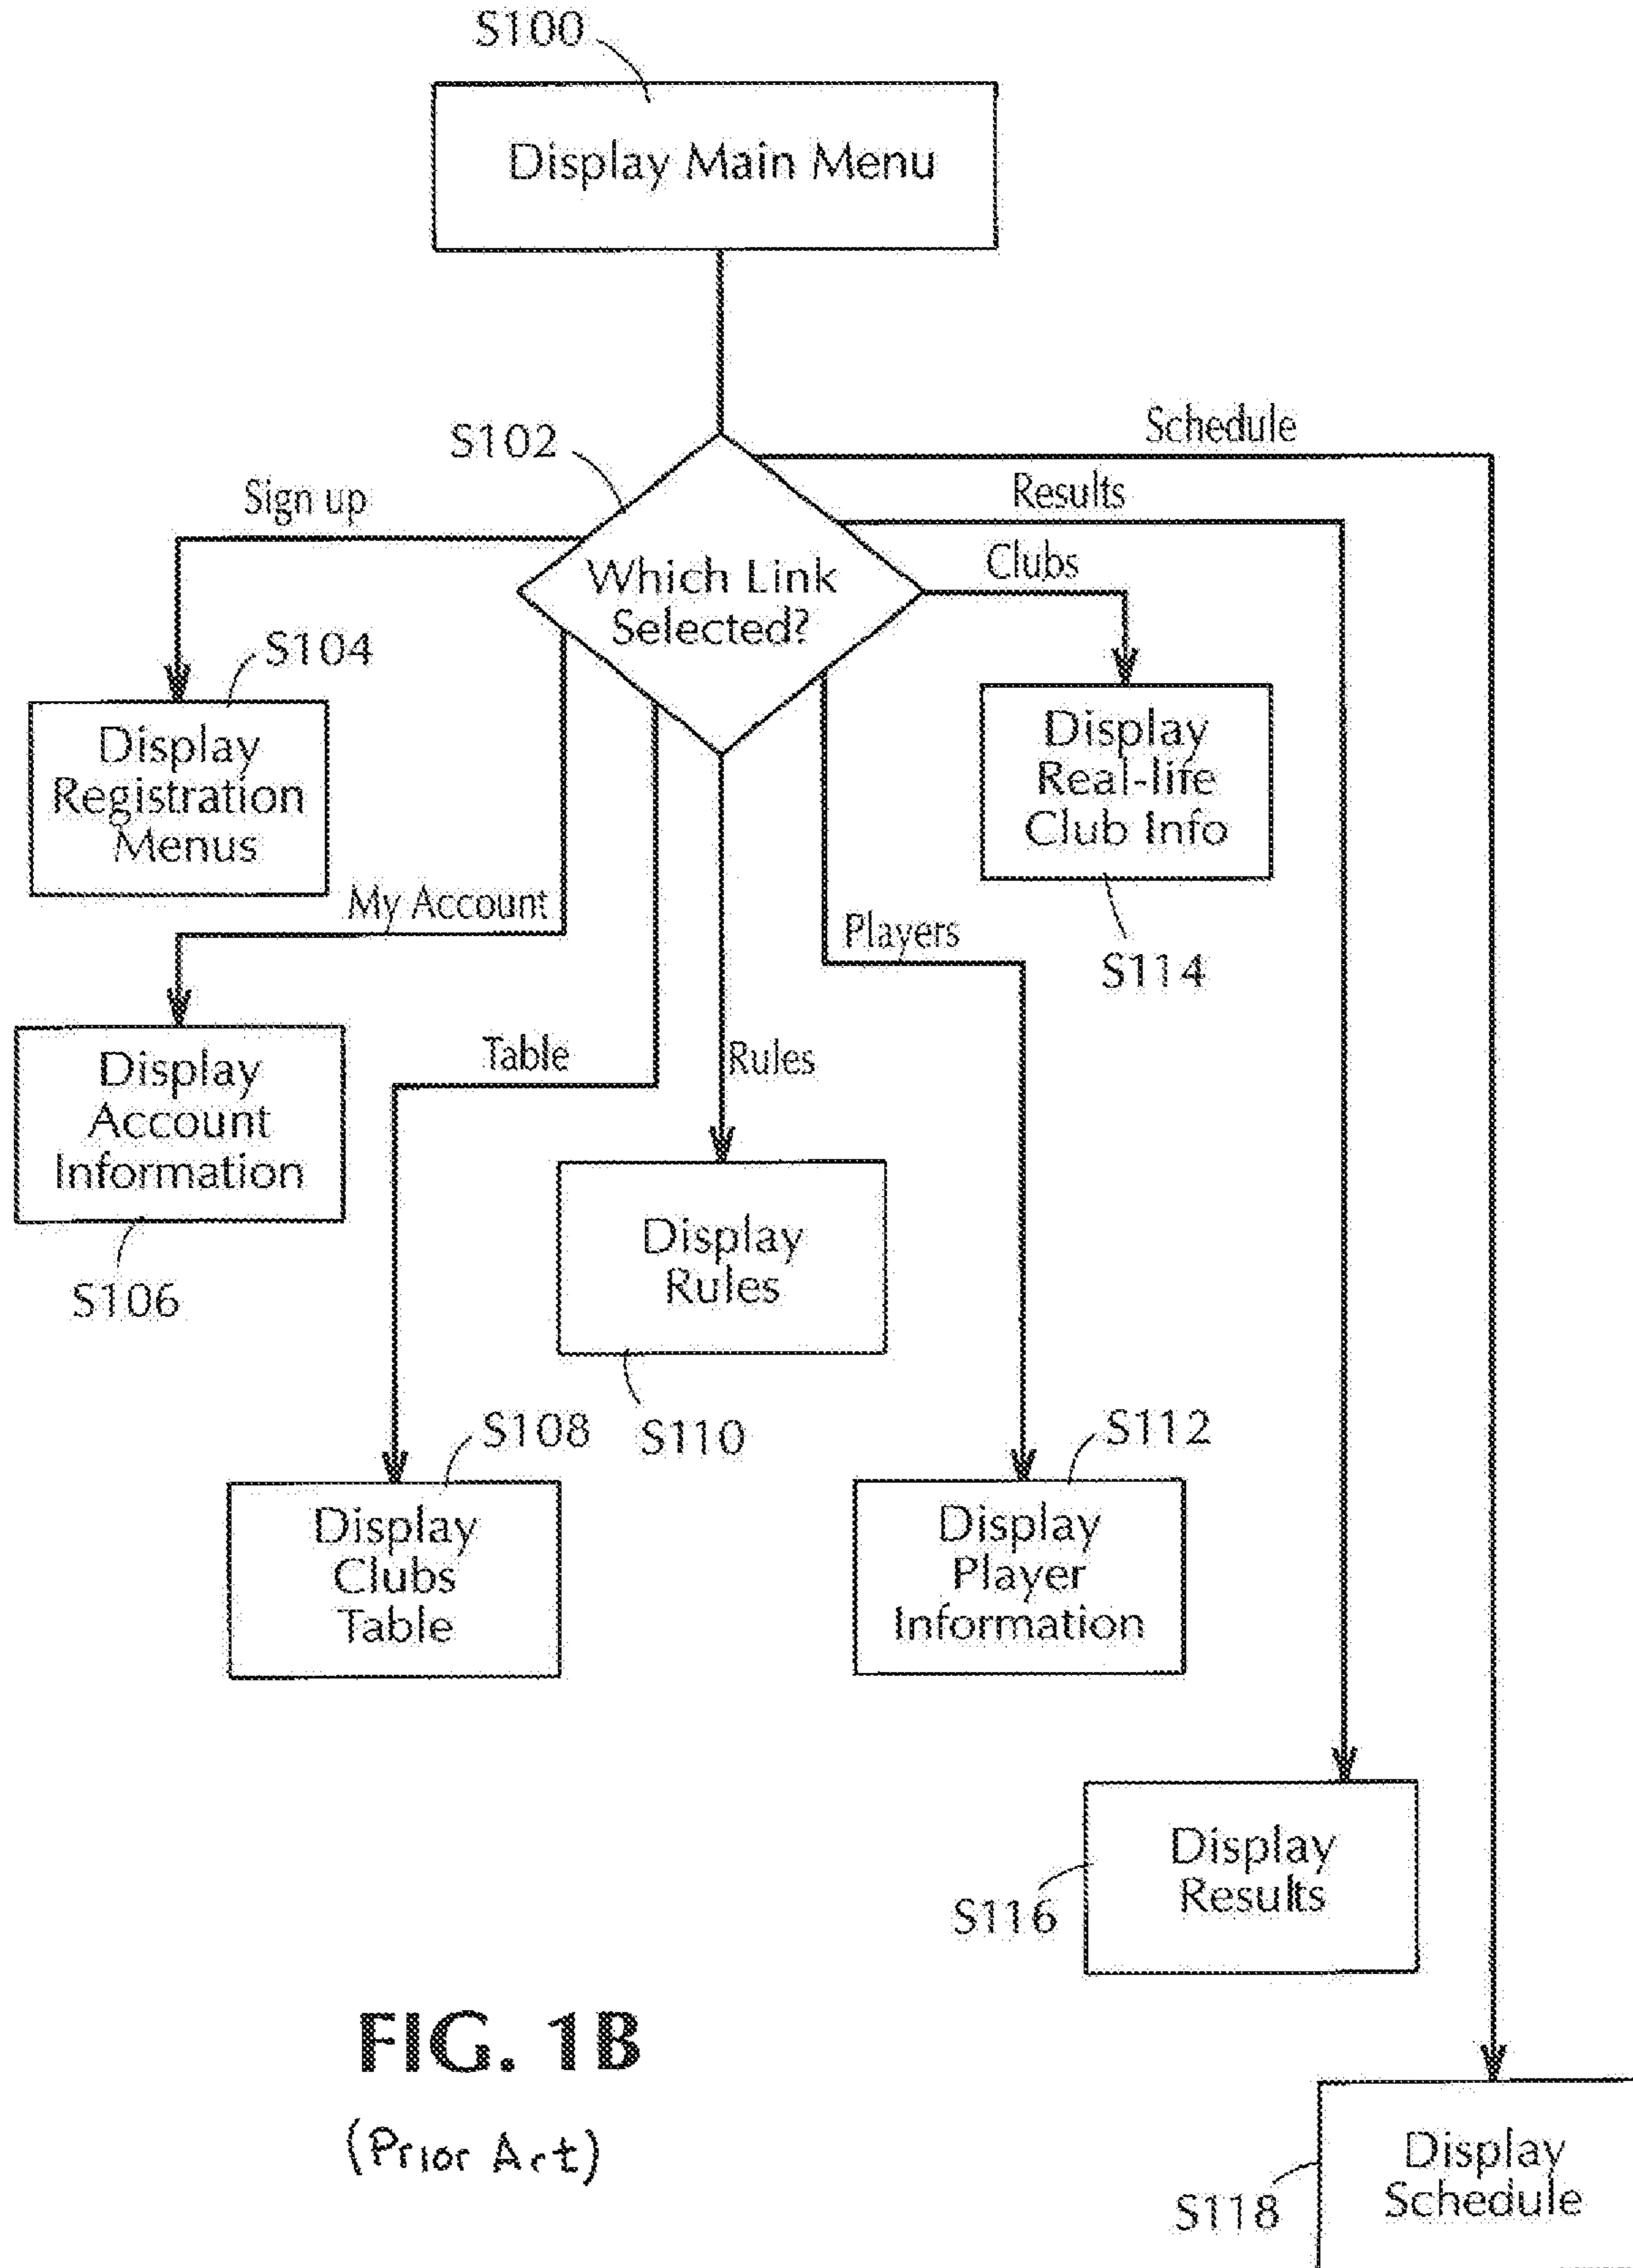 S100
Display Main Menu
S102
Schedule
Results
Clubs
Sign up
Which Link
Selected?
S104
Display
Registration
Menus
Display
Real-life
Club Info
S114
My Account
Players
Display
Account
Information
S106
Table
Rules
Display
Rules
S110
S108
Display
Clubs
Table
S112
Display
Player
Information
Display
Results
S116
FIG. 1B
(Prior Art)
Display
Schedule
S118